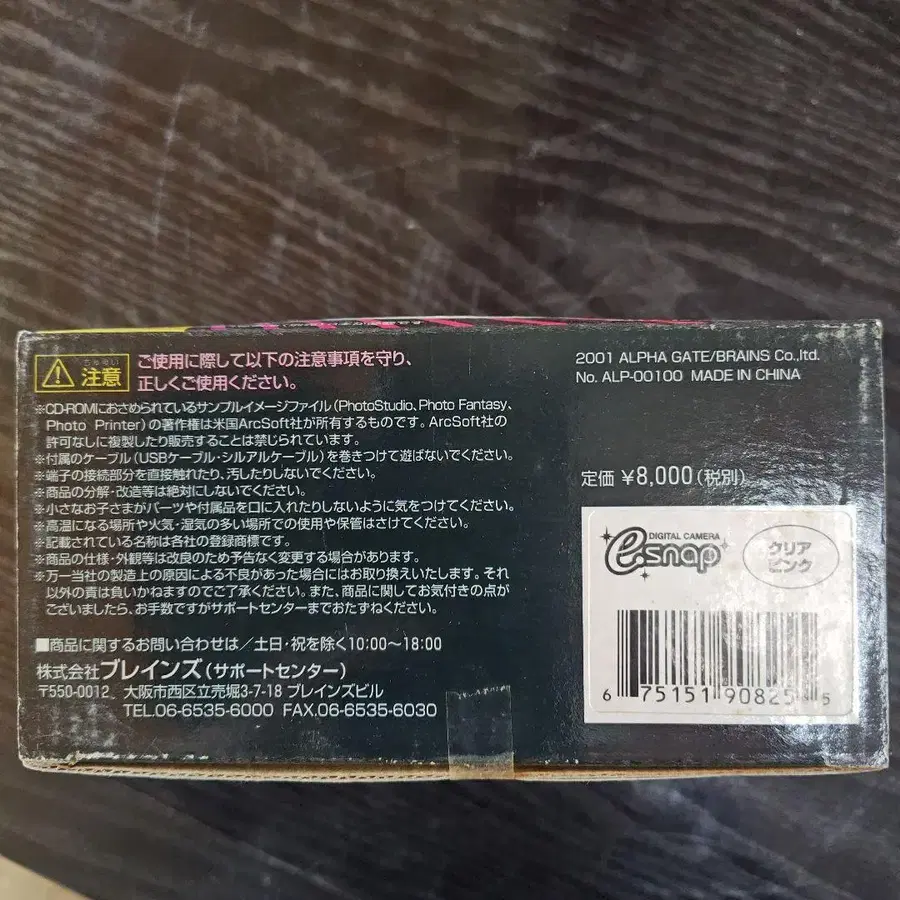 注意
ご使用に際して以下の注意事項を守り、
正しくご使用ください。
※CD-ROMにおさめられているサンプルイメージファイル(PhotoStudio、Photo Fantasy、
Photo Printer)の著作権は米国ArcSoft社が所有するものです。ArcSoft社の
許可なしに複製したり販売することは禁じられています。
※付属のケーブル(USBケーブル・シルアルケーブル)を巻きつけて遊ばないでください。
※端子の接続部分を直接触れたり、汚したりしないでください。
※商品の分解・改造等は絶対にしないでください。
※小さなお子さまがパーツや付属品を口に入れたりしないように気をつけてください。
※高温になる場所や火気・湿気の多い場所での使用や保管はさけてください。
※記載されている名称は各社の登録商標です。
※商品の仕様・外観等は改良のため予告なく変更する場合があります。
※万一当社の製造上の原因による不良があった場合にはお取り換えいたします。それ
以外の責は負いかねますのでご了承ください。また、商品に関してお気付きの点が
ございましたら、お手数ですがサポートセンターまでおたずねください。
■商品に関するお問い合わせは/土日・祝を除く10:00~18:00
株式会社ブレインズ(サポートセンター)
〒550-0012 大阪市西区立売堀3-7-18 ブレインズビル
TEL.06-6535-6000 FAX.06-6535-6030
2001 ALPHA GATE/BRAINS Co.,ltd.
No. ALP-00100 MADE IN CHINA
定価 ¥8,000(税別)
DIGITAL CAMERA
e-snap
クリア
ピンク
6 75151 90825 5